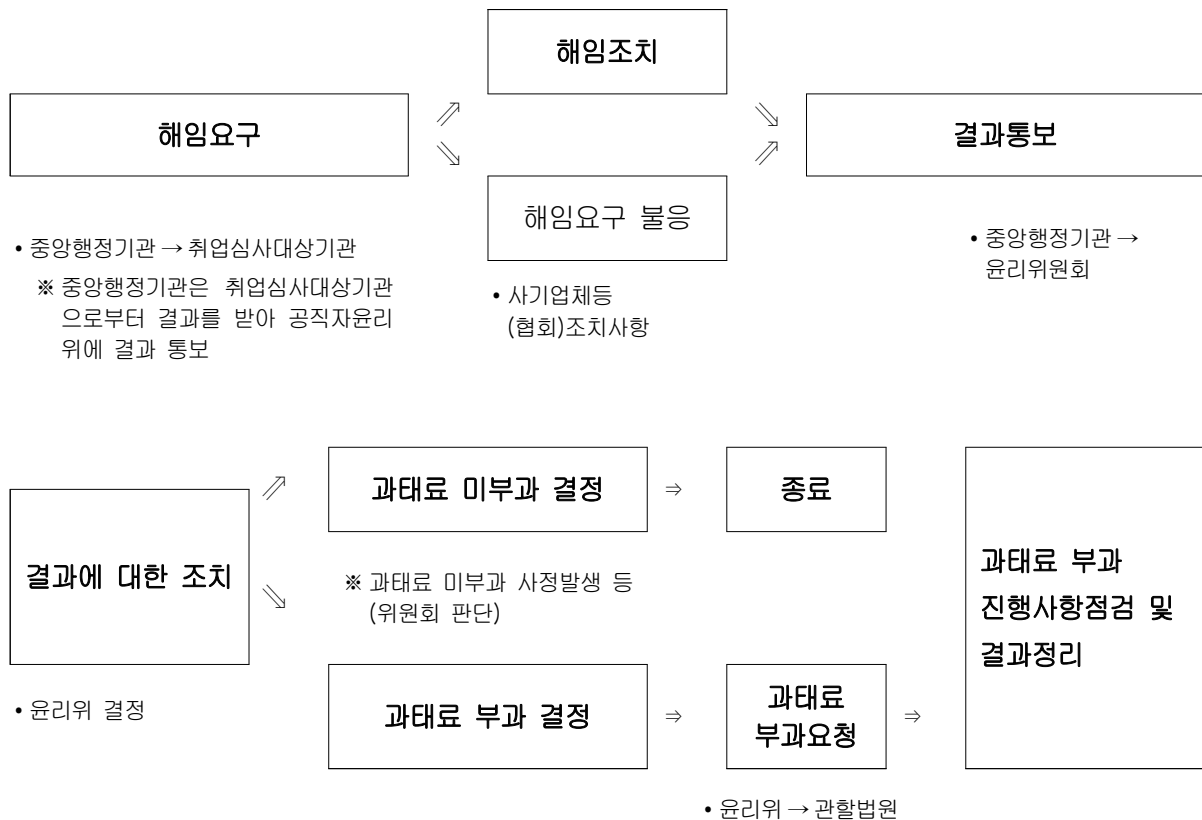 해임조치
⇗
⇘
해임요구
결과통보
⇘
⇗
해임요구 불응
• 중앙행정기관 → 취업심사대상기관
※ 중앙행정기관은 취업심사대상기관
으로부터 결과를 받아 공직자윤리
위에 결과 통보
• 사기업체등
(협회)조치사항
• 중앙행정기관 →
윤리위원회
과태료 미부과 결정
⇒
종료
⇗
결과에 대한 조치
⇘
※ 과태료 미부과 사정발생 등
(위원회 판단)
과태료 부과
진행사항점검 및
결과정리
• 윤리위 결정
과태료 부과 결정
⇒
과태료
부과요청
⇒
• 윤리위 → 관할법원